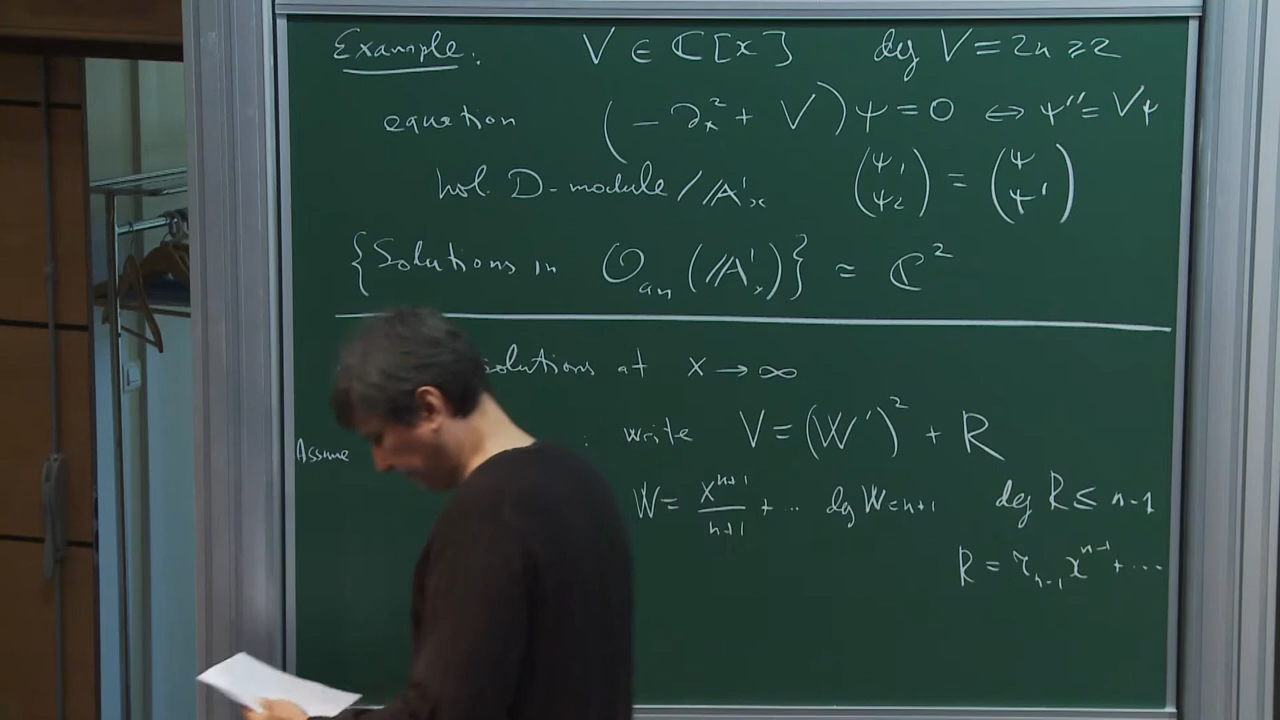 Example. V ∈ ℂ[x] deg V = 2n ≥ 2
equation (−∂ₓ² + V)ψ = 0 ⇔ ψ'' = Vψ
hol. D-module/𝔸¹ₓ (ψ₁ ψ₂) = (ψ ψ')
{Solutions in O_an(𝔸¹ₓ)} ≃ ℂ²
solutions at x → ∞
Assume : write V = (W')² + R
W = x^{n+1}/(n+1) + .. deg W = n+1 deg R ≤ n-1
R = r_{n-1} x^{n-1} + ...